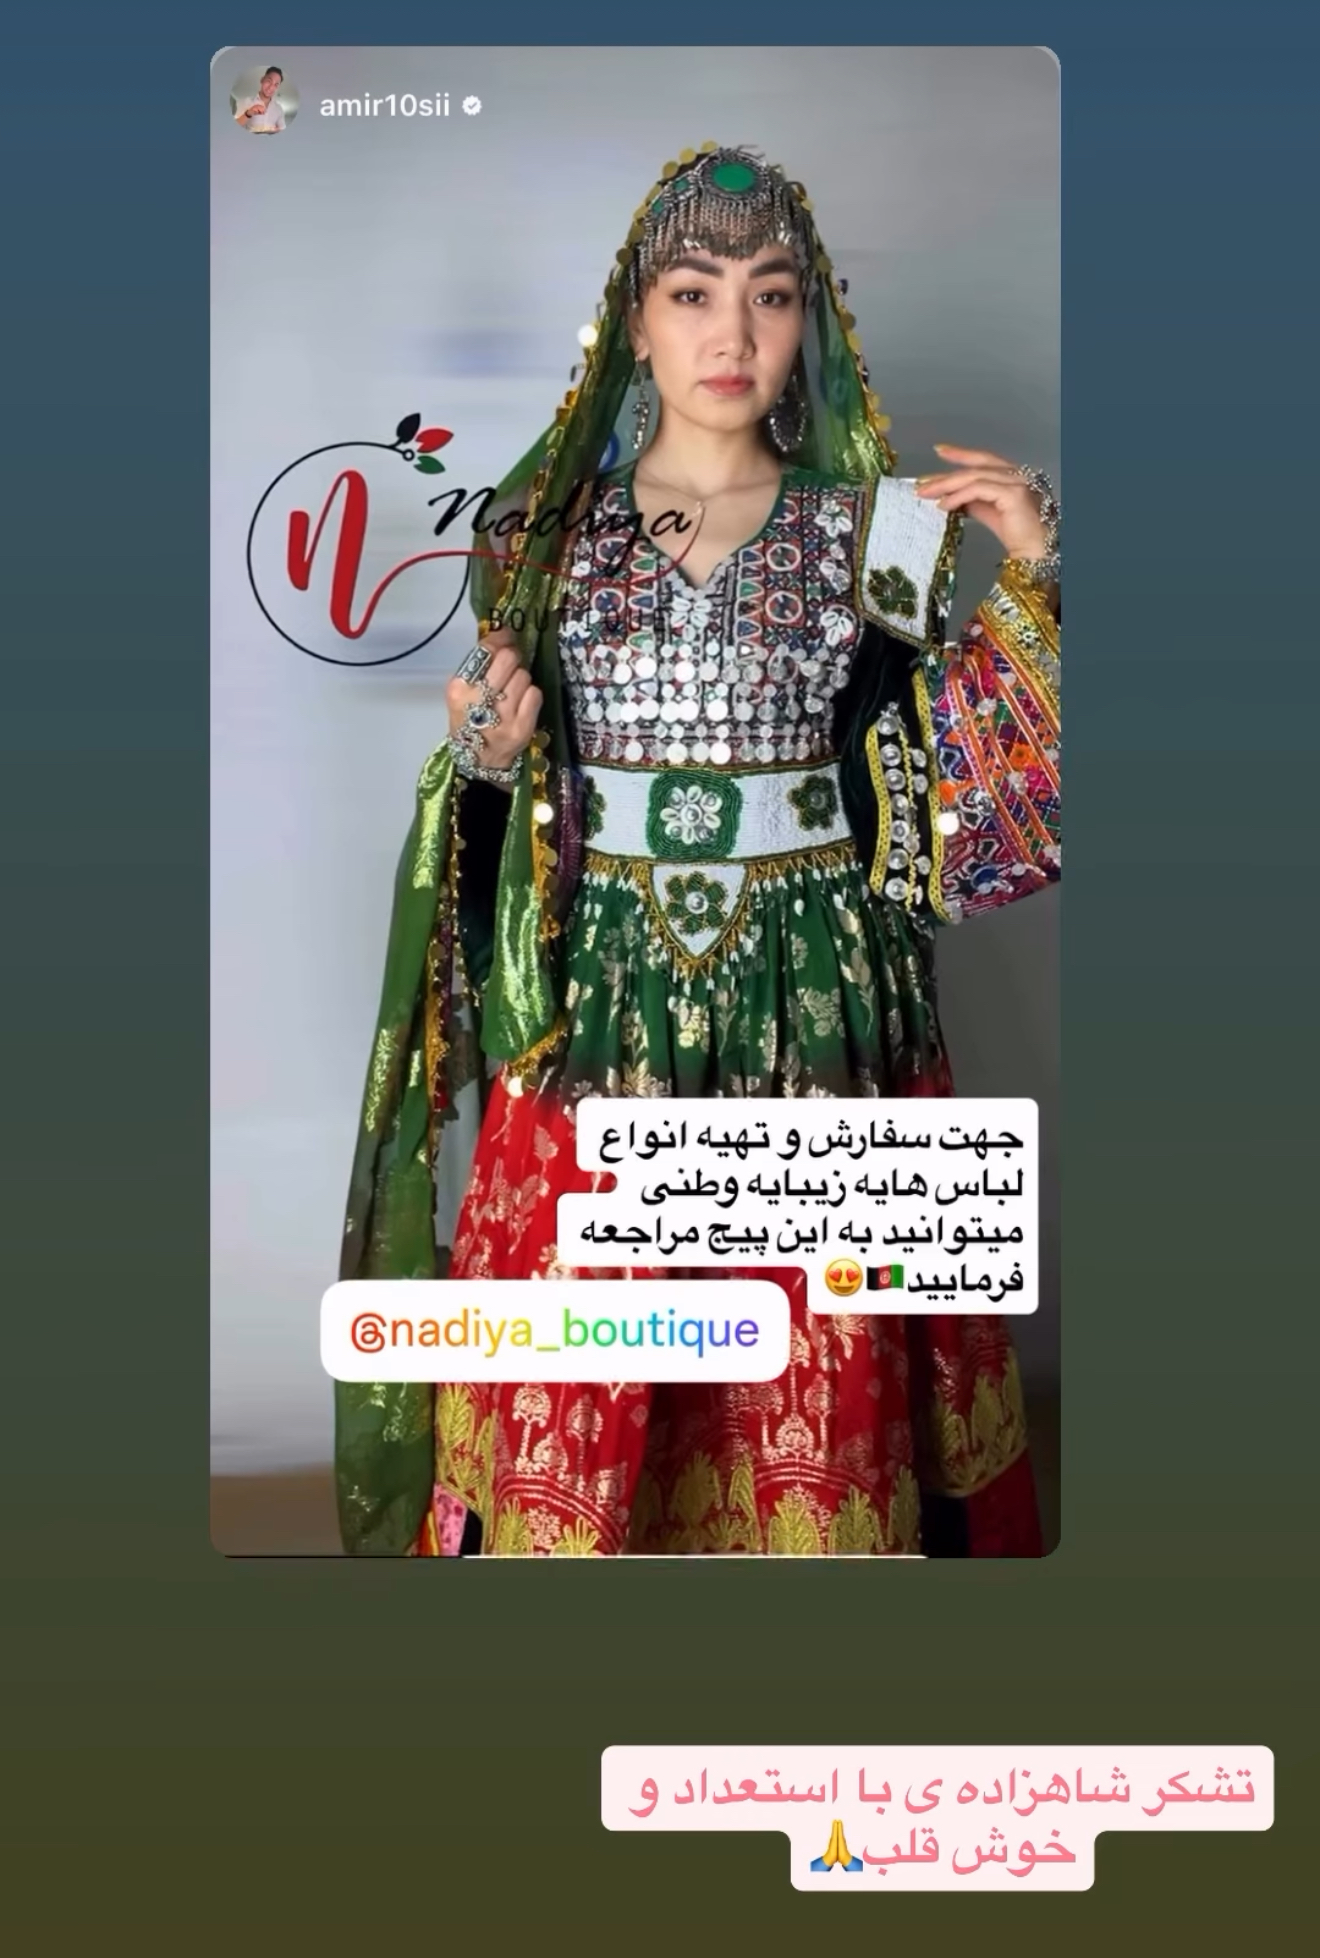 amir10sii
n
Nadiya
BOUTIQUE
جهت سفارش و تهیه انواع
لباس هایه زیبایه وطنی
میتوانید به این پیج مراجعه
فرمایید🇦🇫😍
@nadiya_boutique
تشکر شاهزاده ی با استعداد و
خوش قلب🙏